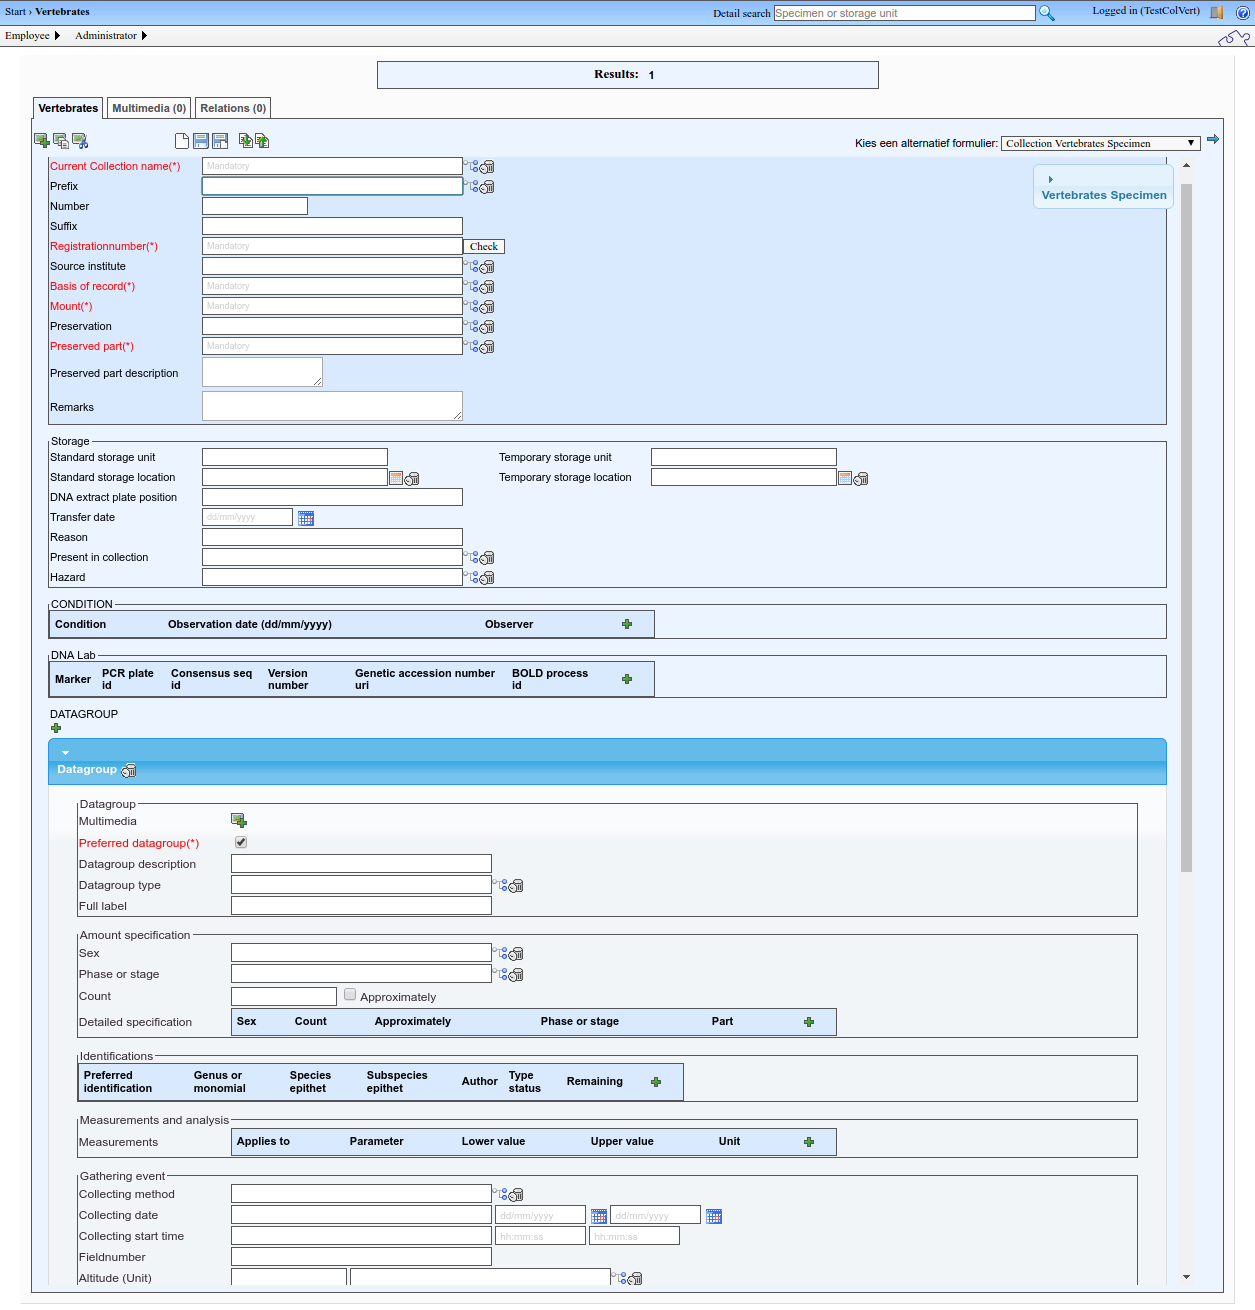 Start › Vertebrates
Detail search Specimen or storage unit
Logged in (TestColVert)
Employee Administrator
Results: 1
Vertebrates Multimedia (0) Relations (0)
Kies een alternatief formulier: Collection Vertebrates Specimen
Current Collection name(*) Mandatory
Vertebrates Specimen
Prefix
Number
Suffix
Registrationnumber(*) Mandatory Check
Source institute
Basis of record(*) Mandatory
Mount(*) Mandatory
Preservation
Preserved part(*) Mandatory
Preserved part description
Remarks
Storage
Standard storage unit Temporary storage unit
Standard storage location Temporary storage location
DNA extract plate position
Transfer date dd/mm/yyyy
Reason
Present in collection
Hazard
CONDITION
Condition Observation date (dd/mm/yyyy) Observer
DNA Lab
Marker PCR plate id Consensus seq id Version number Genetic accession number uri BOLD process id
DATAGROUP
Datagroup
Datagroup
Multimedia
Preferred datagroup(*)
Datagroup description
Datagroup type
Full label
Amount specification
Sex
Phase or stage
Count Approximately
Detailed specification Sex Count Approximately Phase or stage Part
Identifications
Preferred identification Genus or monomial Species epithet Subspecies epithet Author Type status Remaining
Measurements and analysis
Measurements Applies to Parameter Lower value Upper value Unit
Gathering event
Collecting method
Collecting date dd/mm/yyyy dd/mm/yyyy
Collecting start time hh:mm:ss hh:mm:ss
Fieldnumber
Altitude (Unit)